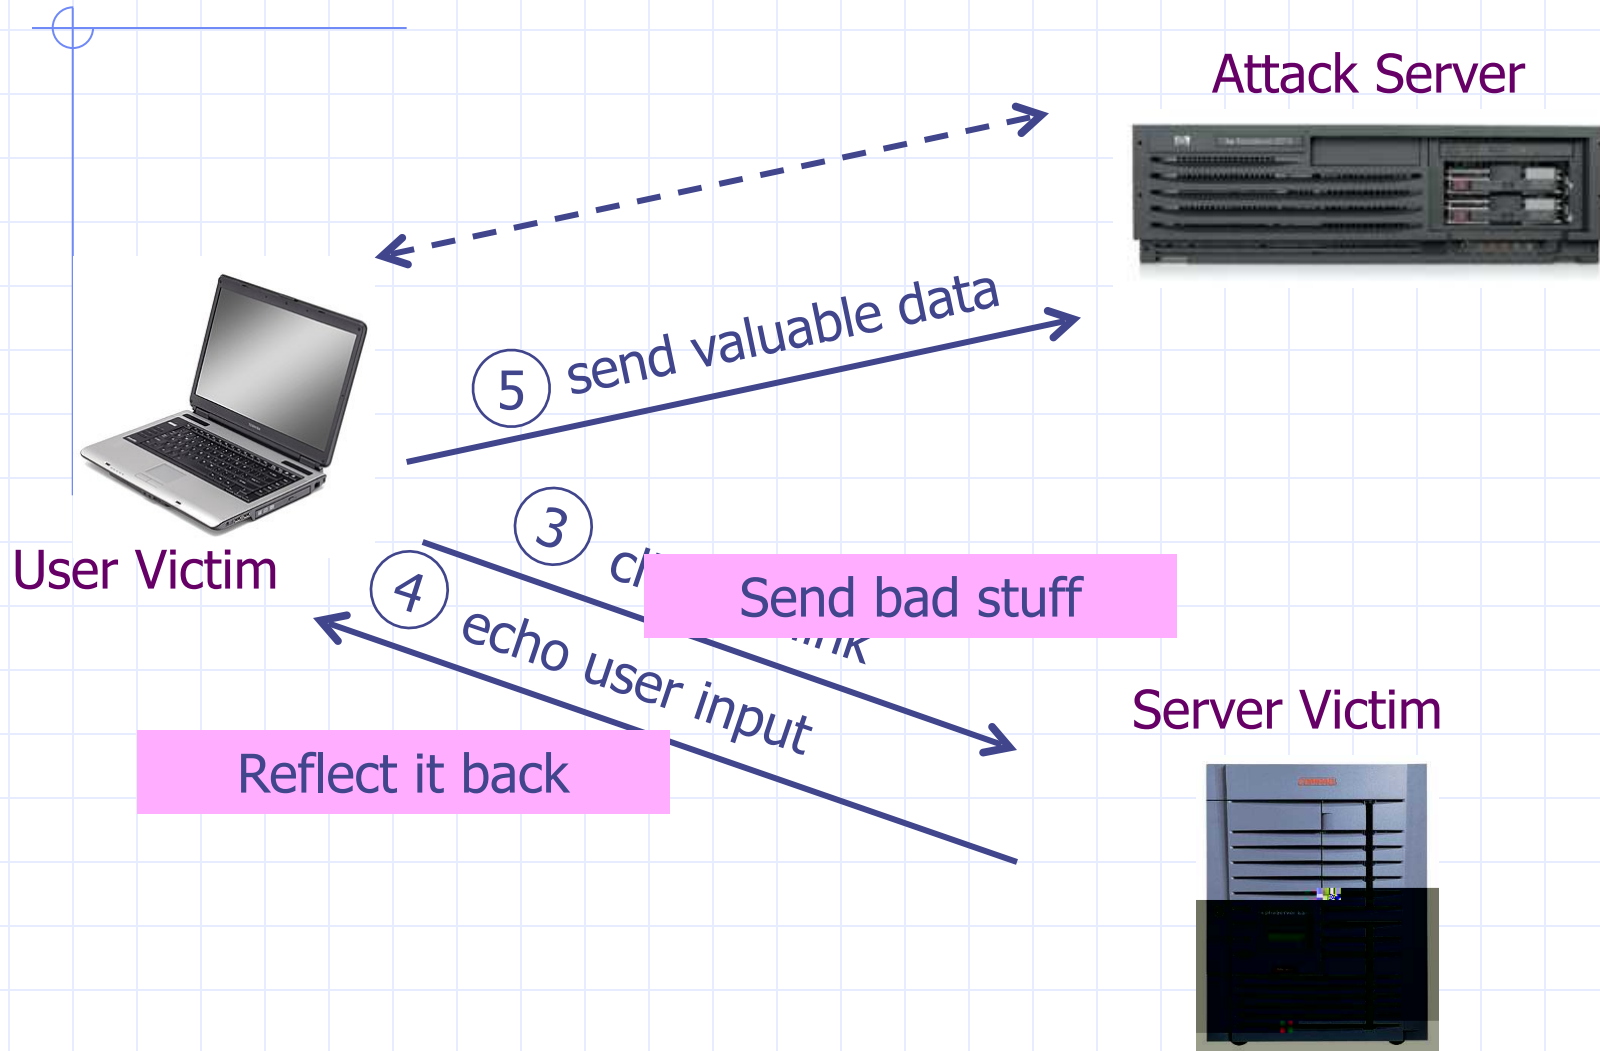 Attack Server
5 send valuable data
User Victim
3
Send bad stuff
4 echo user input
Server Victim
Reflect it back